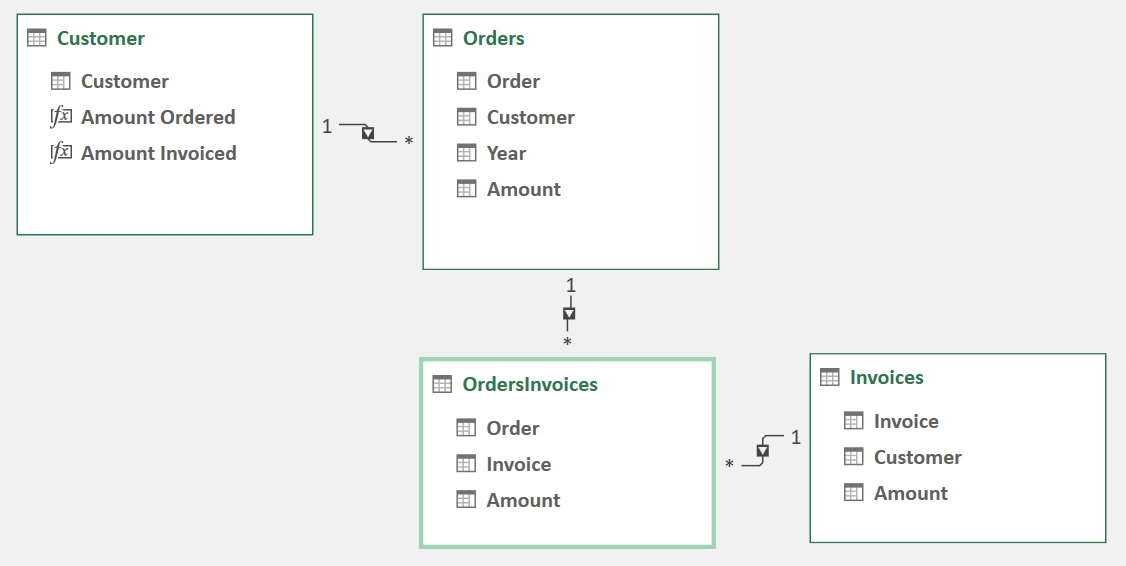 Customer
Customer
Amount Ordered
Amount Invoiced
1
*
Orders
Order
Customer
Year
Amount
1
*
OrdersInvoices
Order
Invoice
Amount
*
1
Invoices
Invoice
Customer
Amount